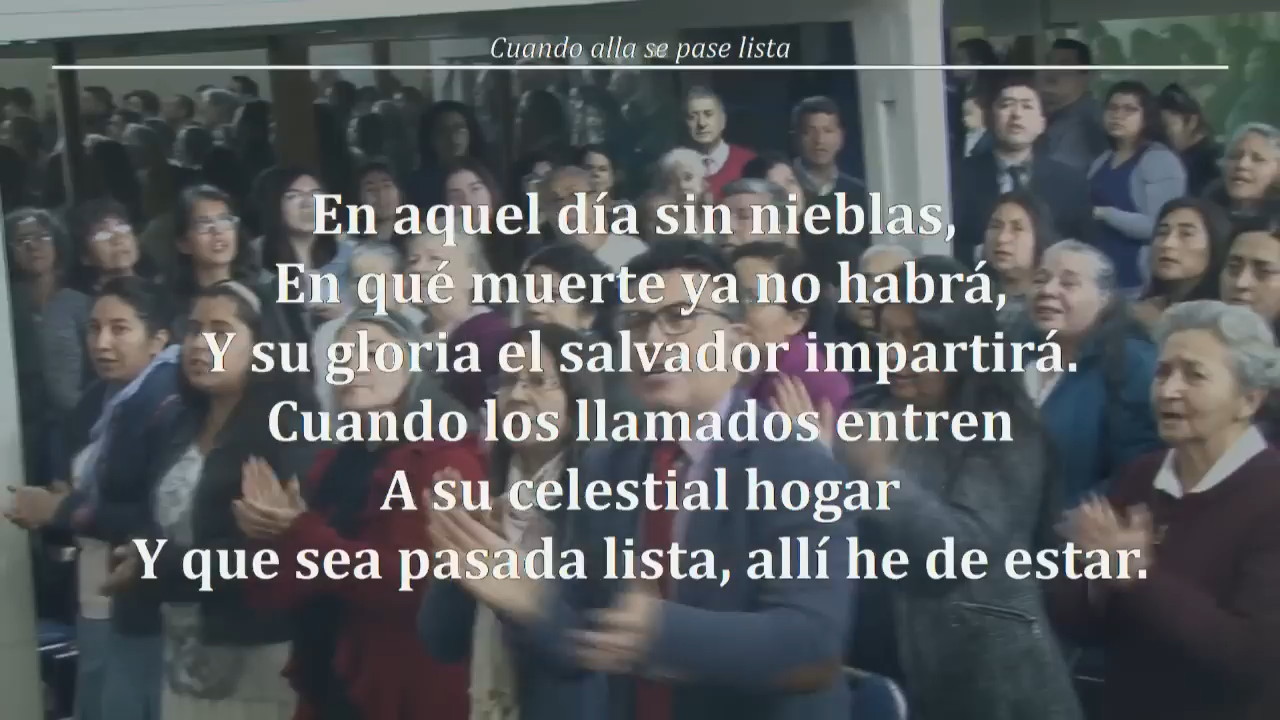 Cuando alla se pase lista
En aquel día sin nieblas,
En qué muerte ya no habrá,
Y su gloria el salvador impartirá.
Cuando los llamados entren
A su celestial hogar
Y que sea pasada lista, allí he de estar.